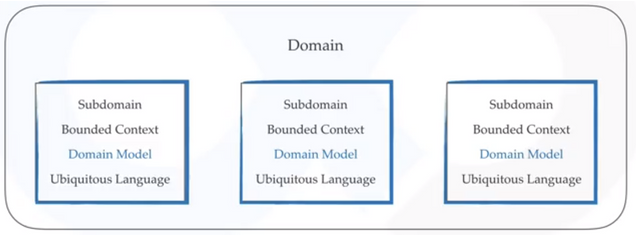 Domain
Subdomain
Bounded Context
Domain Model
Ubiquitous Language
Subdomain
Bounded Context
Domain Model
Ubiquitous Language
Subdomain
Bounded Context
Domain Model
Ubiquitous Language